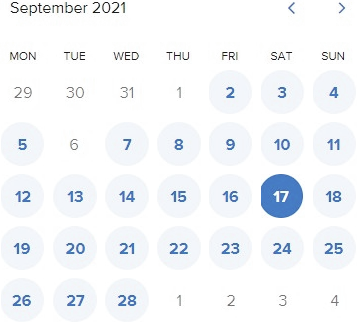 September 2021
MON TUE WED THU FRI SAT SUN
29 30 31 1 2 3 4
5 6 7 8 9 10 11
12 13 14 15 16 17 18
19 20 21 22 23 24 25
26 27 28 1 2 3 4